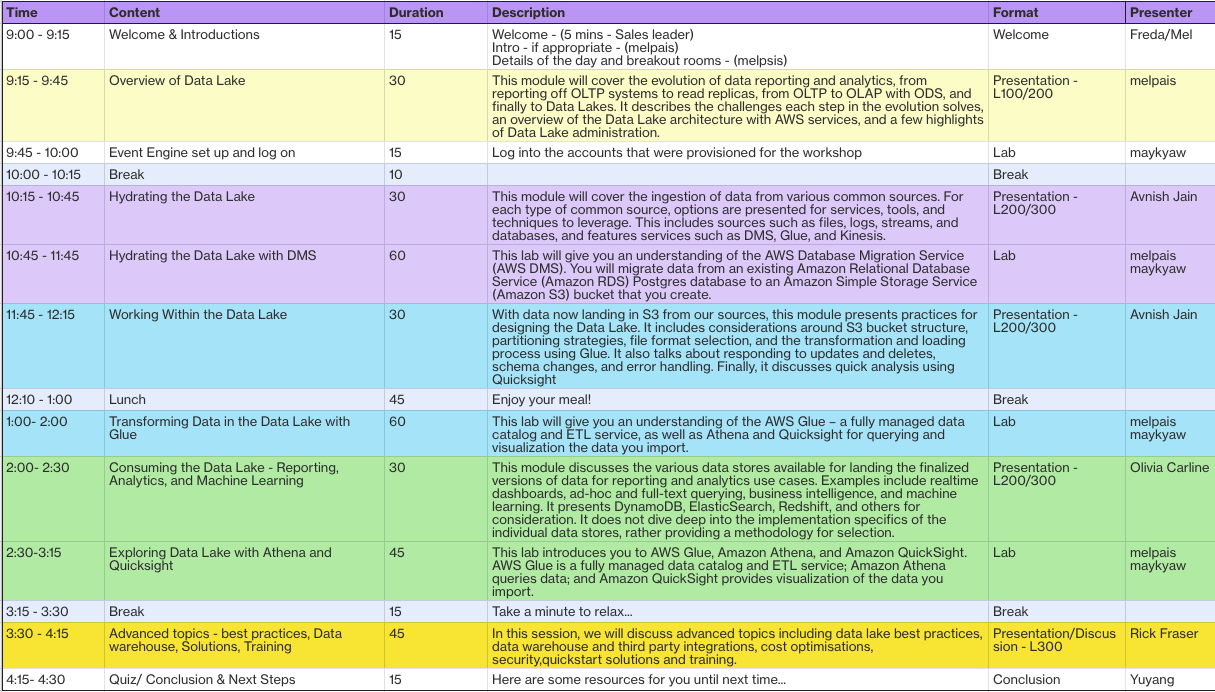 Time Content Duration Description Format Presenter
9:00 - 9:15 Welcome & Introductions 15 Welcome - (5 mins - Sales leader) Welcome Freda/Mel
Intro - if appropriate - (melpais)
Details of the day and breakout rooms - (melpsis)
9:15 - 9:45 Overview of Data Lake 30 This module will cover the evolution of data reporting and analytics, from Presentation - melpais
reporting off OLTP systems to read replicas, from OLTP to OLAP with ODS, and L100/200
finally to Data Lakes. It describes the challenges each step in the evolution solves,
an overview of the Data Lake architecture with AWS services, and a few highlights
of Data Lake administration.
9:45 - 10:00 Event Engine set up and log on 15 Log into the accounts that were provisioned for the workshop Lab maykyaw
10:00 - 10:15 Break 10 Break
10:15 - 10:45 Hydrating the Data Lake 30 This module will cover the ingestion of data from various common sources. For Presentation - Avnish Jain
each type of common source, options are presented for services, tools, and L200/300
techniques to leverage. This includes sources such as files, logs, streams, and
databases, and features services such as DMS, Glue, and Kinesis.
10:45 - 11:45 Hydrating the Data Lake with DMS 60 This lab will give you an understanding of the AWS Database Migration Service Lab melpais
(AWS DMS). You will migrate data from an existing Amazon Relational Database maykyaw
Service (Amazon RDS) Postgres database to an Amazon Simple Storage Service
(Amazon S3) bucket that you create.
11:45 - 12:15 Working Within the Data Lake 30 With data now landing in S3 from our sources, this module presents practices for Presentation - Avnish Jain
designing the Data Lake. It includes considerations around S3 bucket structure, L200/300
partitioning strategies, file format selection, and the transformation and loading
process using Glue. It also talks about responding to updates and deletes,
schema changes, and error handling. Finally, it discusses quick analysis using
Quicksight
12:10 - 1:00 Lunch 45 Enjoy your meal! Break
1:00- 2:00 Transforming Data in the Data Lake with 60 This lab will give you an understanding of the AWS Glue – a fully managed data Lab melpais
Glue catalog and ETL service, as well as Athena and Quicksight for querying and maykyaw
visualization the data you import.
2:00- 2:30 Consuming the Data Lake - Reporting, 30 This module discusses the various data stores available for landing the finalized Presentation - Olivia Carline
Analytics, and Machine Learning versions of data for reporting and analytics use cases. Examples include realtime L200/300
dashboards, ad-hoc and full-text querying, business intelligence, and machine
learning. It presents DynamoDB, ElasticSearch, Redshift, and others for
consideration. It does not dive deep into the implementation specifics of the
individual data stores, rather providing a methodology for selection.
2:30-3:15 Exploring Data Lake with Athena and 45 This lab introduces you to AWS Glue, Amazon Athena, and Amazon QuickSight. Lab melpais
Quicksight AWS Glue is a fully managed data catalog and ETL service; Amazon Athena maykyaw
queries data; and Amazon QuickSight provides visualization of the data you
import.
3:15 - 3:30 Break 15 Take a minute to relax... Break
3:30 - 4:15 Advanced topics - best practices, Data 45 In this session, we will discuss advanced topics including data lake best practices, Presentation/Discus Rick Fraser
warehouse, Solutions, Training data warehouse and third party integrations, cost optimisations, sion - L300
security,quickstart solutions and training.
4:15- 4:30 Quiz/ Conclusion & Next Steps 15 Here are some resources for you until next time... Conclusion Yuyang